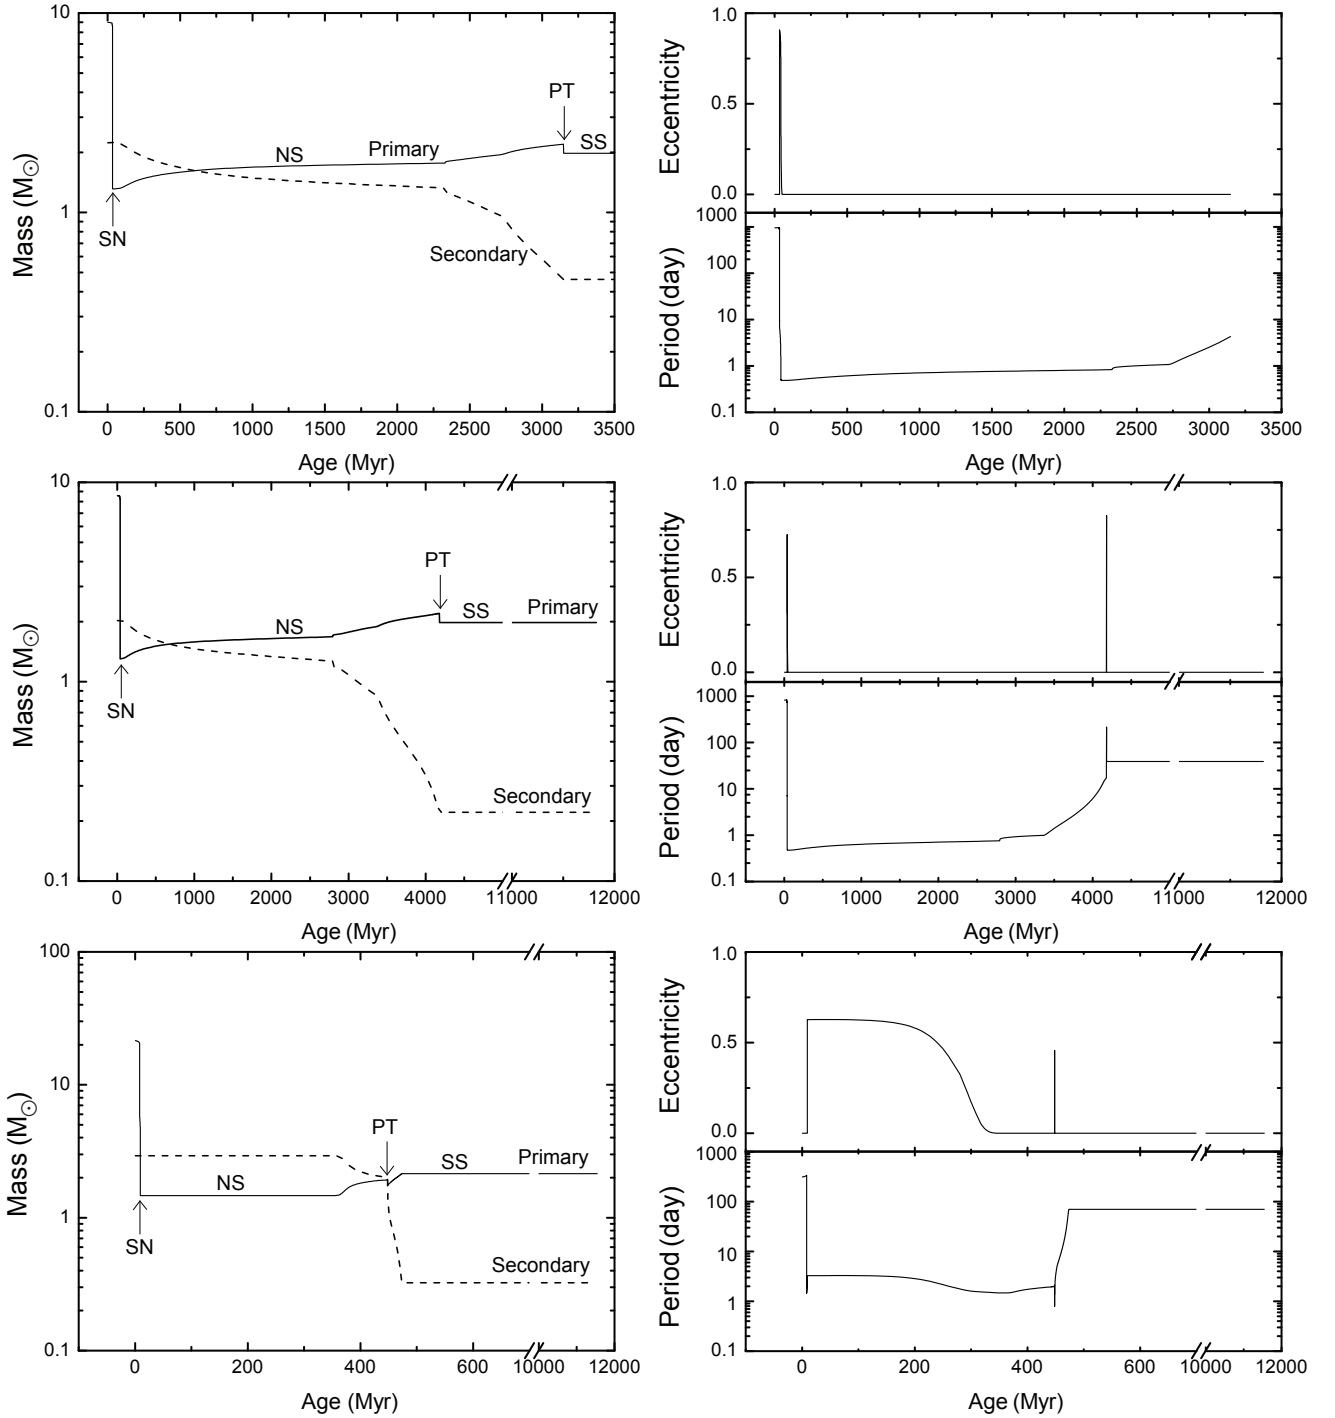 10
1
0.1
Mass (M☉)
SN
NS
Primary
PT
SS
Secondary
0 500 1000 1500 2000 2500 3000 3500
Age (Myr)
1.0
0.5
0.0
Eccentricity
1000
100
10
1
0.1
Period (day)
0 500 1000 1500 2000 2500 3000 3500
Age (Myr)
10
1
0.1
Mass (M☉)
SN
NS
PT
SS
Primary
Secondary
0 1000 2000 3000 4000 11000 12000
Age (Myr)
1.0
0.5
0.0
Eccentricity
1000
100
10
1
0.1
Period (day)
0 1000 2000 3000 4000 11000 12000
Age (Myr)
100
10
1
0.1
Mass (M☉)
SN
NS
PT
SS
Primary
Secondary
0 200 400 600 10000 12000
Age (Myr)
1.0
0.5
0.0
Eccentricity
1000
100
10
1
0.1
Period (day)
0 200 400 600 10000 12000
Age (Myr)